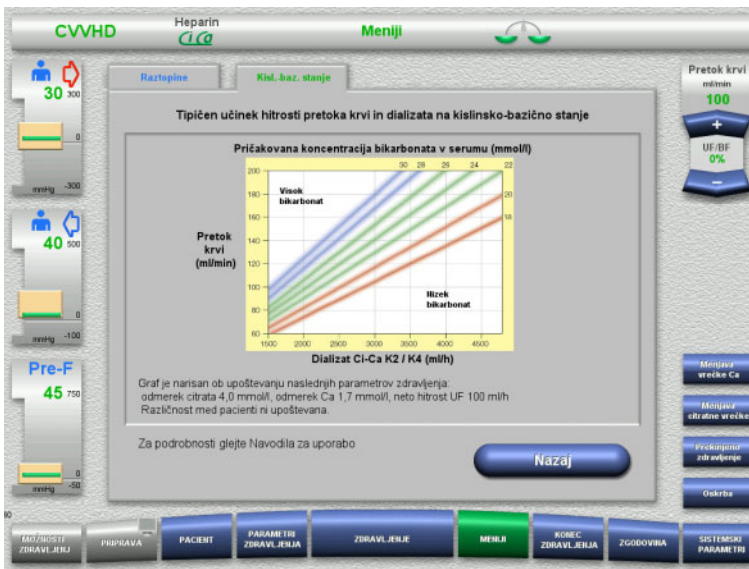 CVVHD
Heparin
CiCa
Meniji
30 300
0
mmHg -300
40 500
0
mmHg -100
Pre-F
45 750
0
mmHg -50
Raztopine
Kisl.-baz. stanje
Tipičen učinek hitrosti pretoka krvi in dializata na kislinsko-bazično stanje
Pričakovana koncentracija bikarbonata v serumu (mmol/l)
30 28 26 24 22
20
18
Visok
bikarbonat
Nizek
bikarbonat
Pretok
krvi
(ml/min)
200
180
160
140
120
100
80
60
1500 2000 2500 3000 3500 4000 4500
Dializat Ci-Ca K2 / K4 (ml/h)
Graf je narisan ob upoštevanju naslednjih parametrov zdravljenja:
odmerek citrata 4,0 mmol/l, odmerek Ca 1,7 mmol/l, neto hitrost UF 100 ml/h
Različnost med pacienti ni upoštevana.
Za podrobnosti glejte Navodila za uporabo
Nazaj
Pretok krvi
ml/min
100
+
UF/BF
0%
−
Menjava
vrečke Ca
Menjava
citratne vrečke
Prekinjeno
zdravljenje
Oskrba
MOŽNOSTI
ZDRAVLJENJ
PRIPRAVA
PACIENT
PARAMETRI
ZDRAVLJENJA
ZDRAVLJENJE
MENIJI
KONEC
ZDRAVLJENJA
ZGODOVINA
SISTEMSKI
PARAMETRI